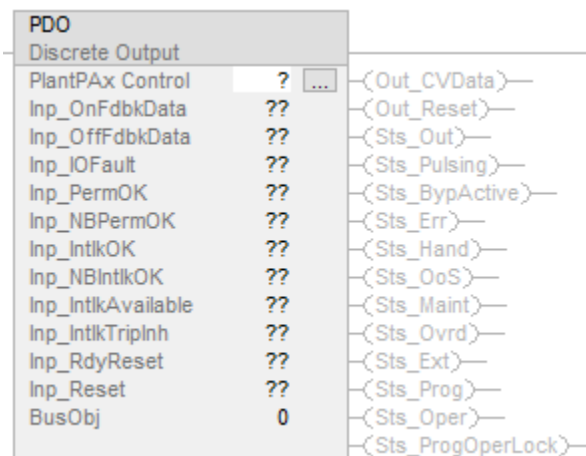 PDO
Discrete Output
PlantPAx Control ? ... (Out_CVData)
Inp_OnFdbkData ?? (Out_Reset)
Inp_OffFdbkData ?? (Sts_Out)
Inp_IOFault ?? (Sts_Pulsing)
Inp_PermOK ?? (Sts_BypActive)
Inp_NBPermOK ?? (Sts_Err)
Inp_IntlkOK ?? (Sts_Hand)
Inp_NBIntlkOK ?? (Sts_OoS)
Inp_IntlkAvailable ?? (Sts_Maint)
Inp_IntlkTripInh ?? (Sts_Ovrd)
Inp_RdyReset ?? (Sts_Ext)
Inp_Reset ?? (Sts_Prog)
BusObj 0 (Sts_Oper)
(Sts_ProgOperLock)